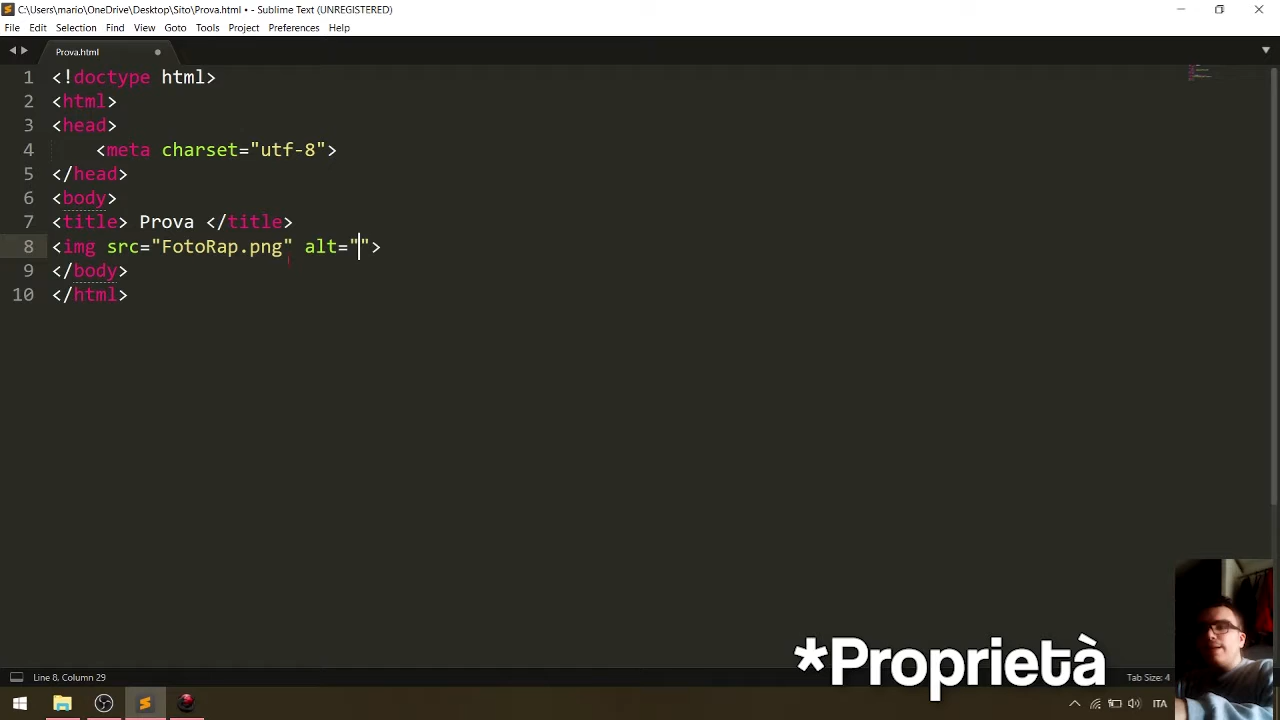 C:\Users\mario\OneDrive\Desktop\Sito\Prova.html • - Sublime Text (UNREGISTERED)
File Edit Selection Find View Goto Tools Project Preferences Help
Prova.html
1 <!doctype html>
2 <html>
3 <head>
4 <meta charset="utf-8">
5 </head>
6 <body>
7 <title> Prova </title>
8 <img src="FotoRap.png" alt="">
9 </body>
10 </html>
*Proprietà
Line 8, Column 29 Tab Size: 4
ITA